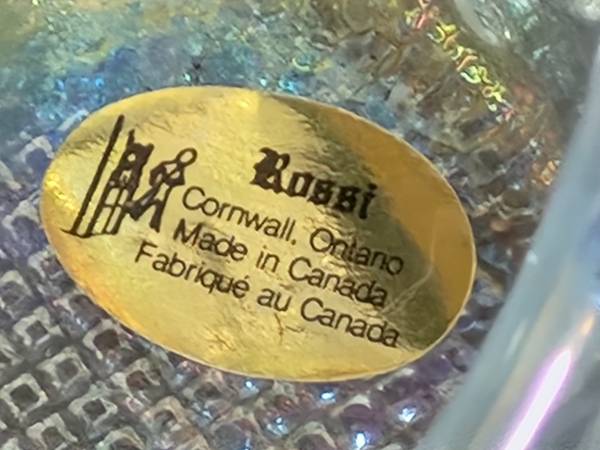 Rossi
Cornwall, Ontario
Made in Canada
Fabriqué au Canada